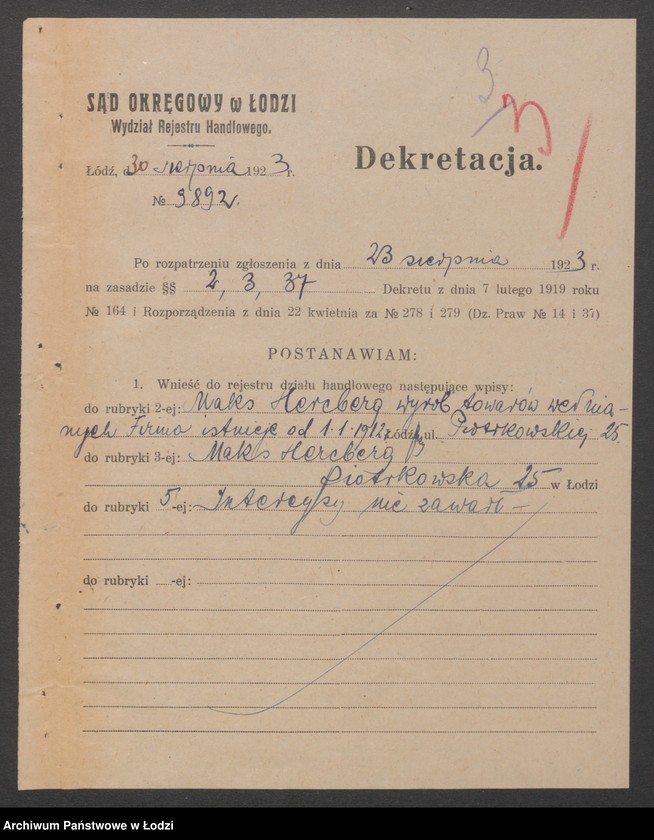 3
SĄD OKRĘGOWY w ŁODZI
Wydział Rejestru Handlowego.
Dekretacja.
Łódź, d. 30 sierpnia 1923 r.
№ 9892.
Po rozpatrzeniu zgłoszenia z dnia 23 sierpnia 1923 r.
na zasadzie §§ 2, 3, 37 Dekretu z dnia 7 lutego 1919 roku
№ 164 i Rozporządzenia z dnia 22 kwietnia za № 278 i 279 (Dz. Praw № 14 i 37)
POSTANAWIAM:
1. Wnieść do rejestru działu handlowego następujące wpisy:
do rubryki 2-ej: Maks Hercberg wyrób towarów wełnia-
nych Firma istnieje od 1.1.1912 r. Łódź, ul. Piotrkowskiej 25.
do rubryki 3-ej: Maks Hercberg
Piotrkowska 25 w Łodzi
do rubryki 5-ej: Intercyzy nie zawarł –
do rubryki -ej:
Archiwum Państwowe w Łodzi